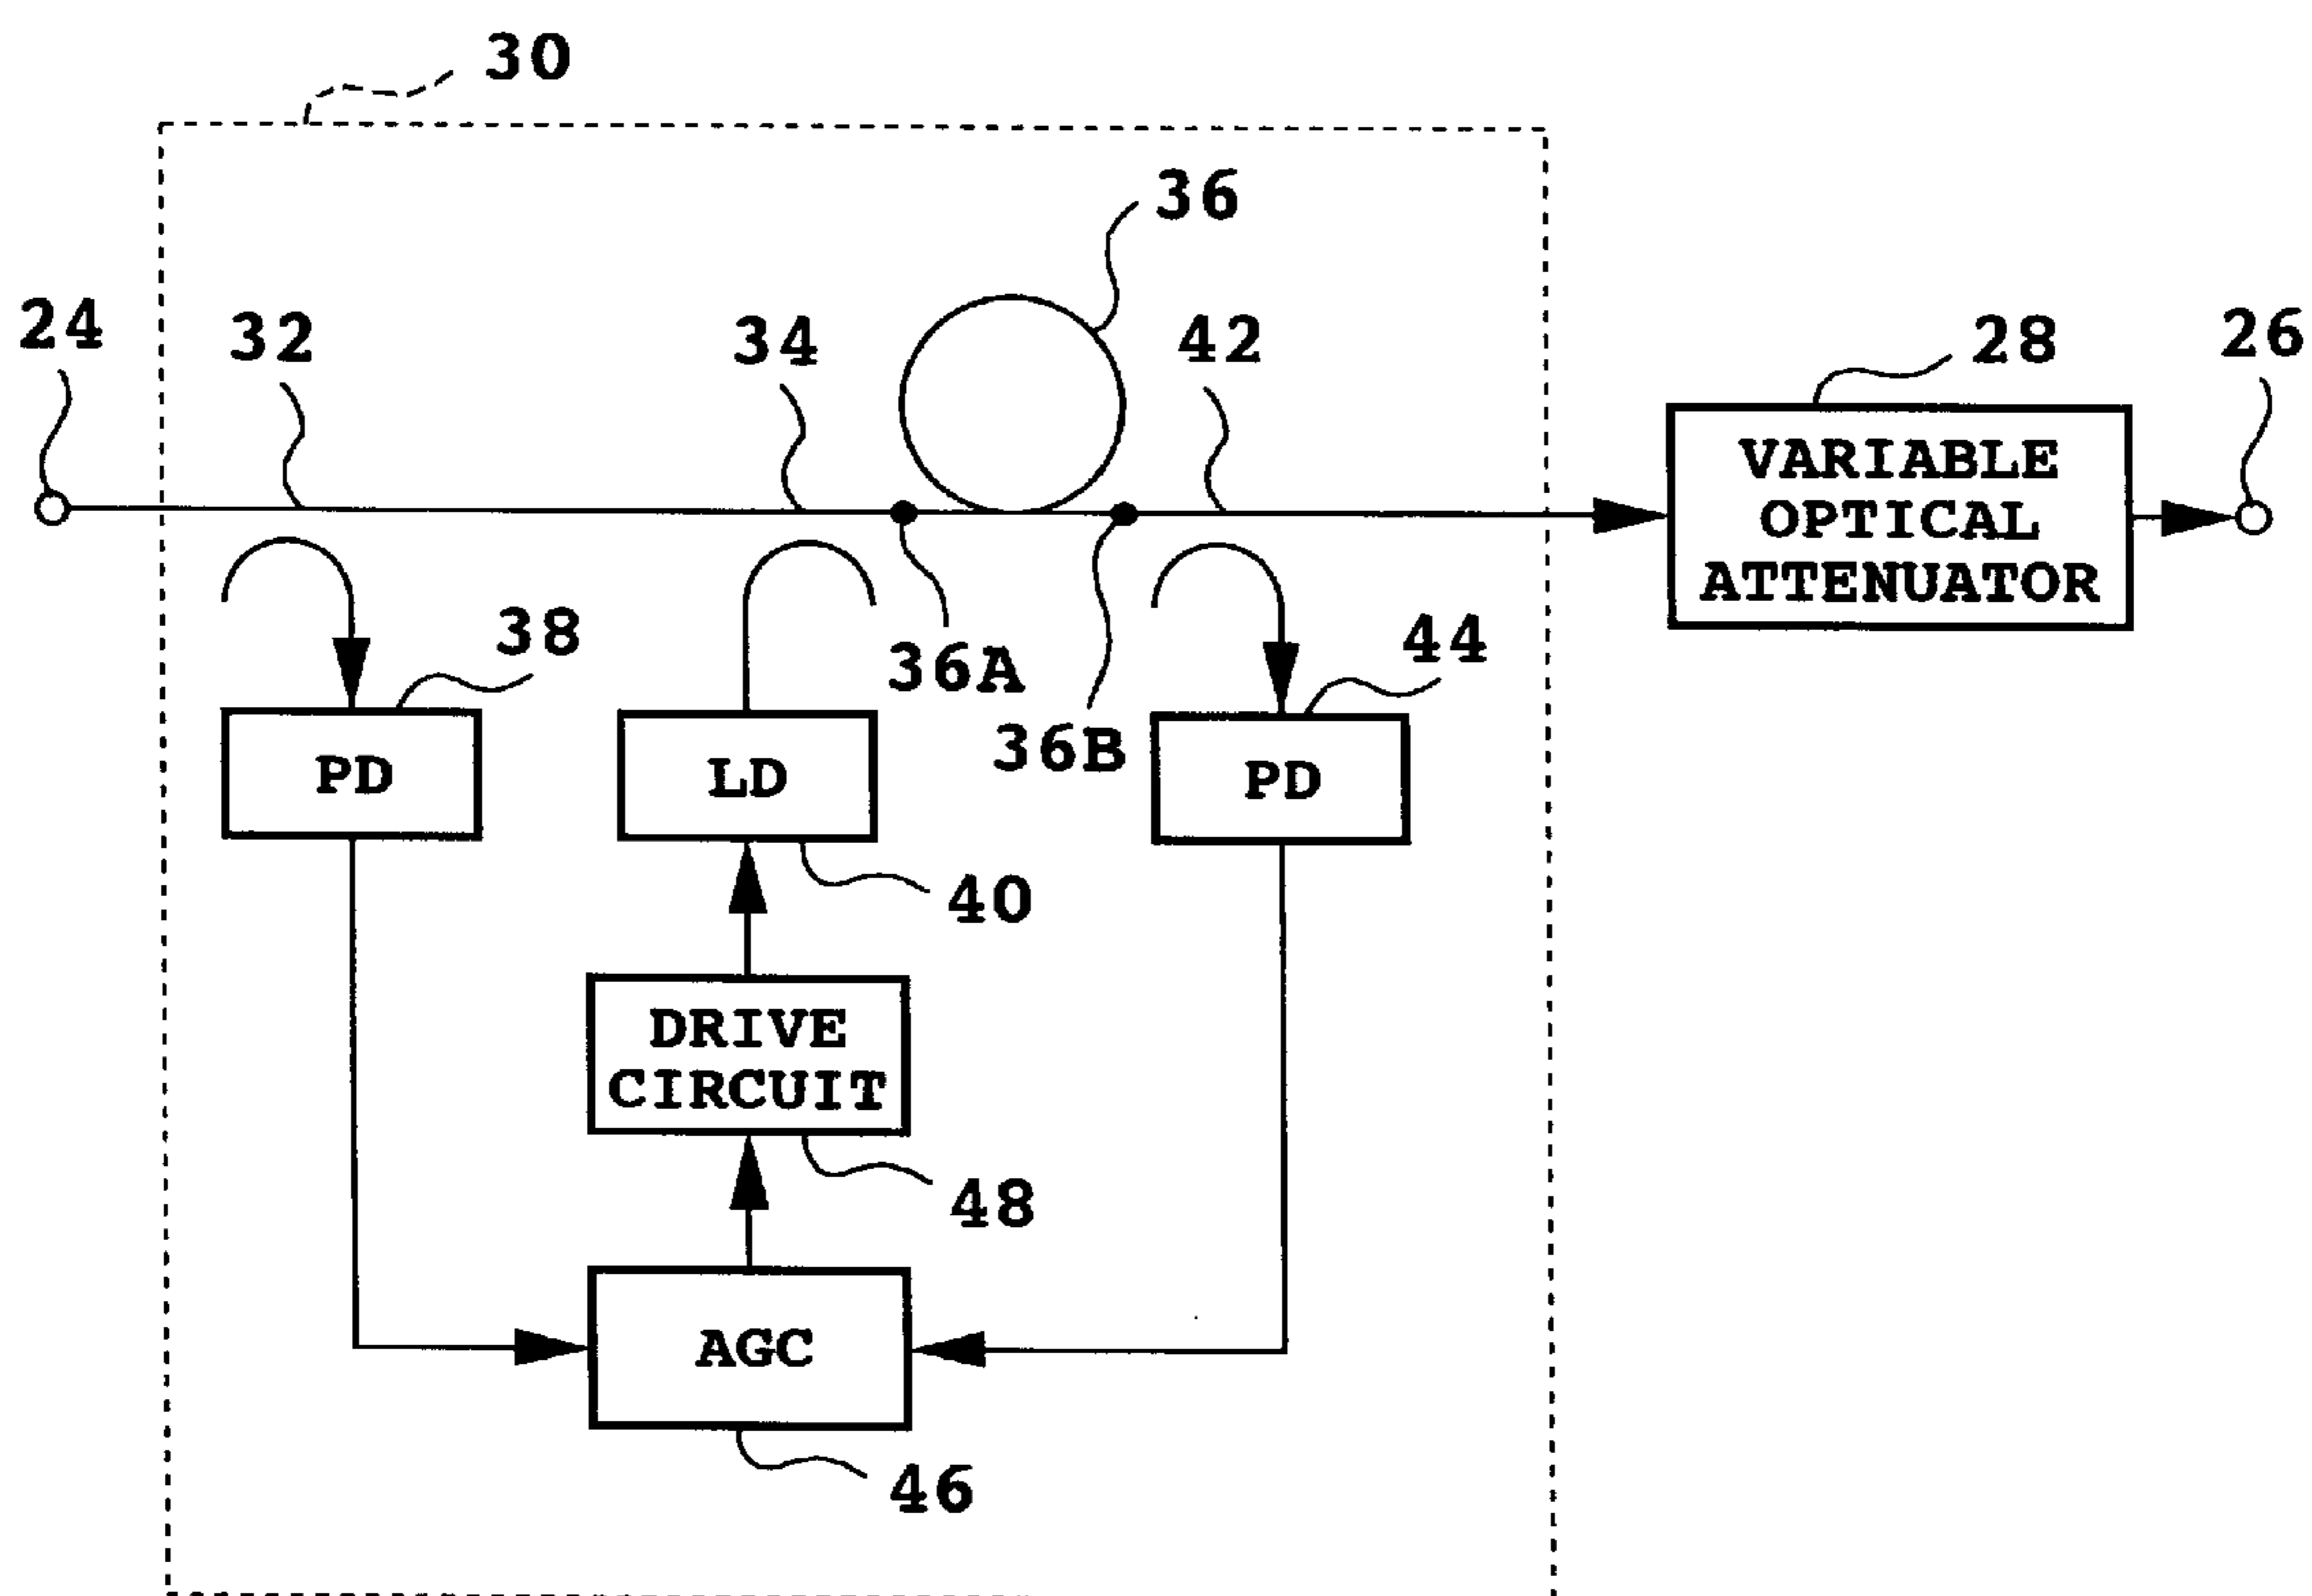 30
36
24
32
34
42
28
26
VARIABLE
OPTICAL
ATTENUATOR
38
36A
44
36B
PD
LD
PD
40
DRIVE
CIRCUIT
48
AGC
46